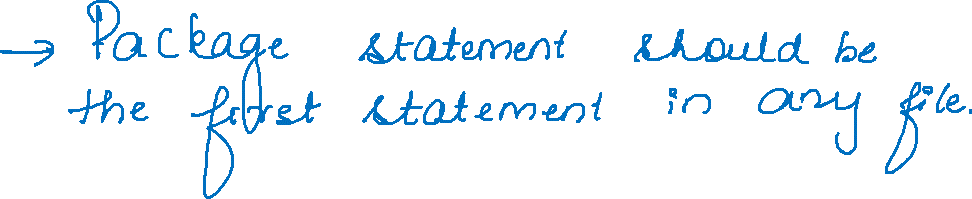 → Package statement should be
the first statement in any file.